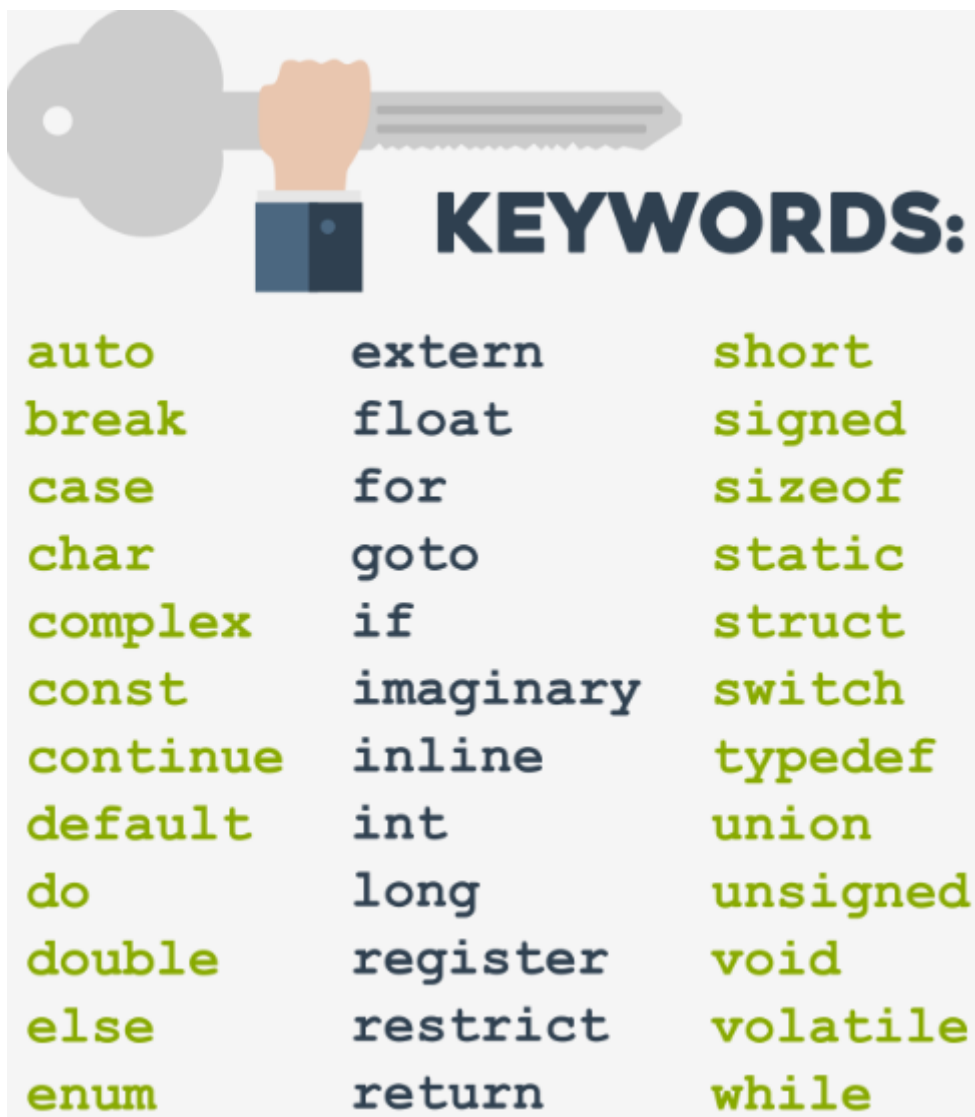 KEYWORDS:
auto extern short
break float signed
case for sizeof
char goto static
complex if struct
const imaginary switch
continue inline typedef
default int union
do long unsigned
double register void
else restrict volatile
enum return while